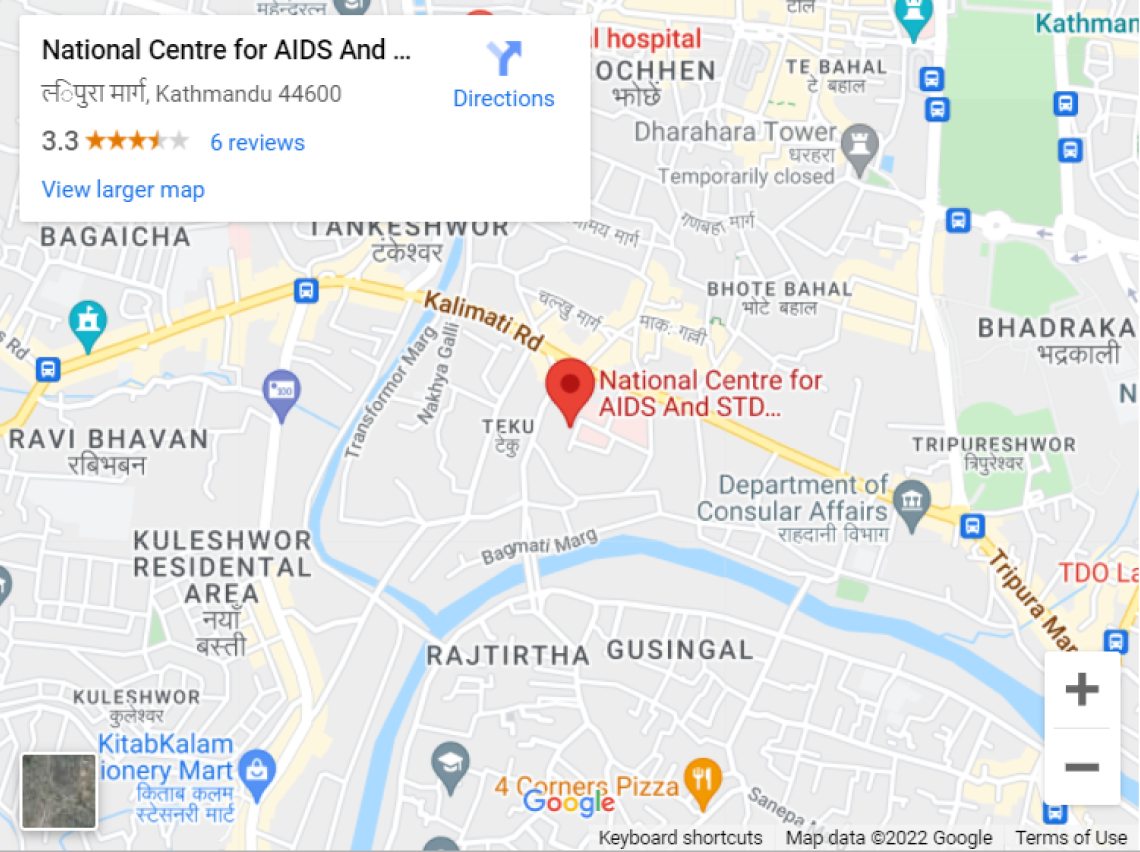 महेन्द्ररत्न
टोल
Kathman
National Centre for AIDS And ...
Directions
Kathmandu 44600
3.3
6 reviews
View larger map
l hospital
OCHHEN
झोछेँ
TE BAHAL
टे बहाल
Dharahara Tower
धरहरा
Temporarily closed
BAGAICHA
TANKESHWOR
टंकेश्वर
मार्ग
गणबहाः मार्ग
BHOTE BAHAL
भोटे बहाल
Kalimati Rd
चल्खु मार्ग
माकः गल्ली
BHADRAKA
भद्रकाली
s Rd
Transformor Marg
Nakhya Galli
National Centre for
AIDS And STD...
N
RAVI BHAVAN
रबिभबन
TEKU
टेकु
TRIPURESHWOR
त्रिपुरेश्वर
Department of
Consular Affairs
राहदानी विभाग
KULESHWOR
RESIDENTAL
AREA
नयाँ
बस्ती
Bagmati Marg
TDO La
Tripura Mar
RAJTIRTHA
GUSINGAL
KULESHWOR
कुलेश्वर
KitabKalam
ionery Mart
किताब कलम
स्टेसनरी मार्ट
4 Corners Pizza
Google
Sanepa
Keyboard shortcuts
Map data ©2022 Google
Terms of Use